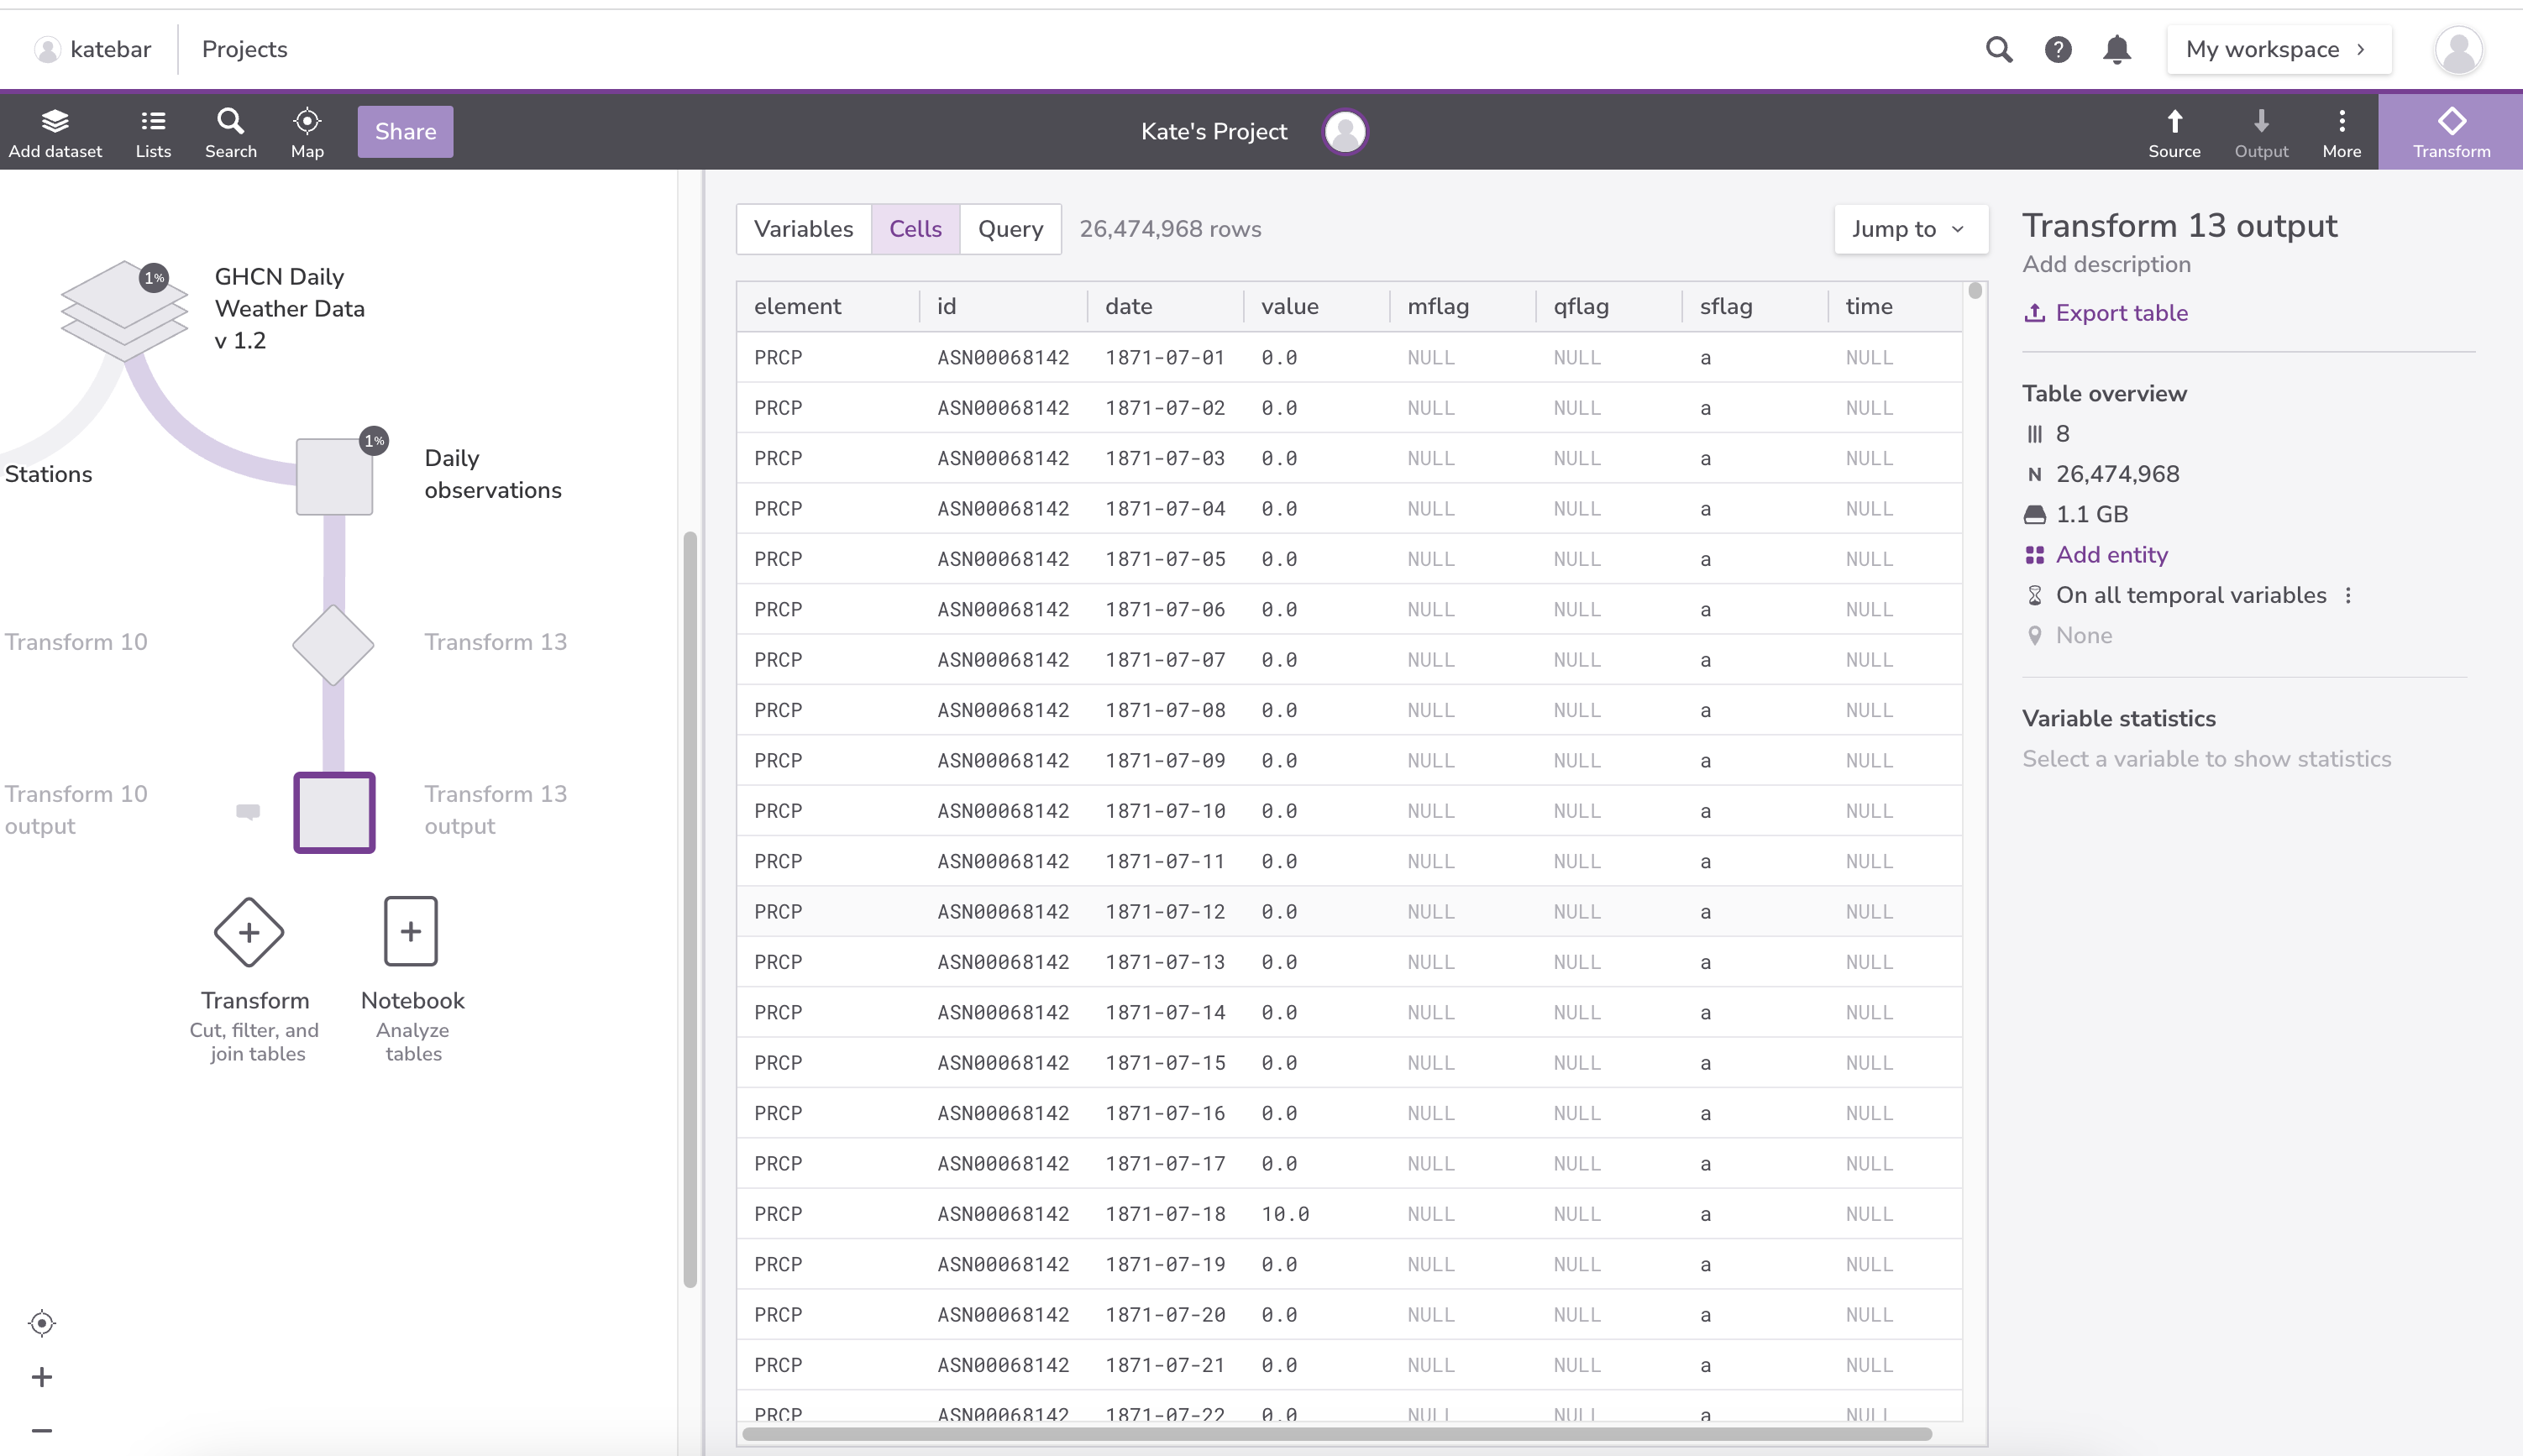 katebar
Projects
My workspace
Add dataset
Lists
Search
Map
Share
Kate's Project
Source
Output
More
Transform
1%
GHCN Daily
Weather Data
v 1.2
Stations
1%
Daily
observations
Transform 10
Transform 13
Transform 10
output
Transform 13
output
Transform
Cut, filter, and
join tables
Notebook
Analyze
tables
Variables Cells Query 26,474,968 rows
Jump to
element id date value mflag qflag sflag time
PRCP ASN00068142 1871-07-01 0.0 NULL NULL a NULL
PRCP ASN00068142 1871-07-02 0.0 NULL NULL a NULL
PRCP ASN00068142 1871-07-03 0.0 NULL NULL a NULL
PRCP ASN00068142 1871-07-04 0.0 NULL NULL a NULL
PRCP ASN00068142 1871-07-05 0.0 NULL NULL a NULL
PRCP ASN00068142 1871-07-06 0.0 NULL NULL a NULL
PRCP ASN00068142 1871-07-07 0.0 NULL NULL a NULL
PRCP ASN00068142 1871-07-08 0.0 NULL NULL a NULL
PRCP ASN00068142 1871-07-09 0.0 NULL NULL a NULL
PRCP ASN00068142 1871-07-10 0.0 NULL NULL a NULL
PRCP ASN00068142 1871-07-11 0.0 NULL NULL a NULL
PRCP ASN00068142 1871-07-12 0.0 NULL NULL a NULL
PRCP ASN00068142 1871-07-13 0.0 NULL NULL a NULL
PRCP ASN00068142 1871-07-14 0.0 NULL NULL a NULL
PRCP ASN00068142 1871-07-15 0.0 NULL NULL a NULL
PRCP ASN00068142 1871-07-16 0.0 NULL NULL a NULL
PRCP ASN00068142 1871-07-17 0.0 NULL NULL a NULL
PRCP ASN00068142 1871-07-18 10.0 NULL NULL a NULL
PRCP ASN00068142 1871-07-19 0.0 NULL NULL a NULL
PRCP ASN00068142 1871-07-20 0.0 NULL NULL a NULL
PRCP ASN00068142 1871-07-21 0.0 NULL NULL a NULL
PRCP ASN00068142 1871-07-22 0.0 NULL NULL a NULL
Transform 13 output
Add description
Export table
Table overview
8
N 26,474,968
1.1 GB
Add entity
On all temporal variables
None
Variable statistics
Select a variable to show statistics